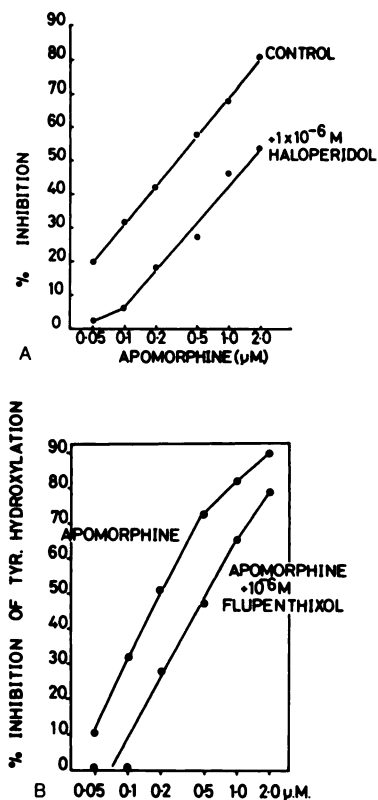 90
80
70
60
50
40
30
20
10
0
% INHIBITION
CONTROL
+1x10⁻⁶ M
HALOPERIDOL
0·05 0·1 0·2 0·5 1·0 2·0
APOMORPHINE(µM.)
A
% INHIBITION OF TYR. HYDROXYLATION
90
80
70
60
50
40
30
20
10
0
APOMORPHINE
APOMORPHINE
+10⁻⁶M
FLUPENTHIXOL
0·05 0·1 0·2 0·5 1·0 2·0 µ.M.
B